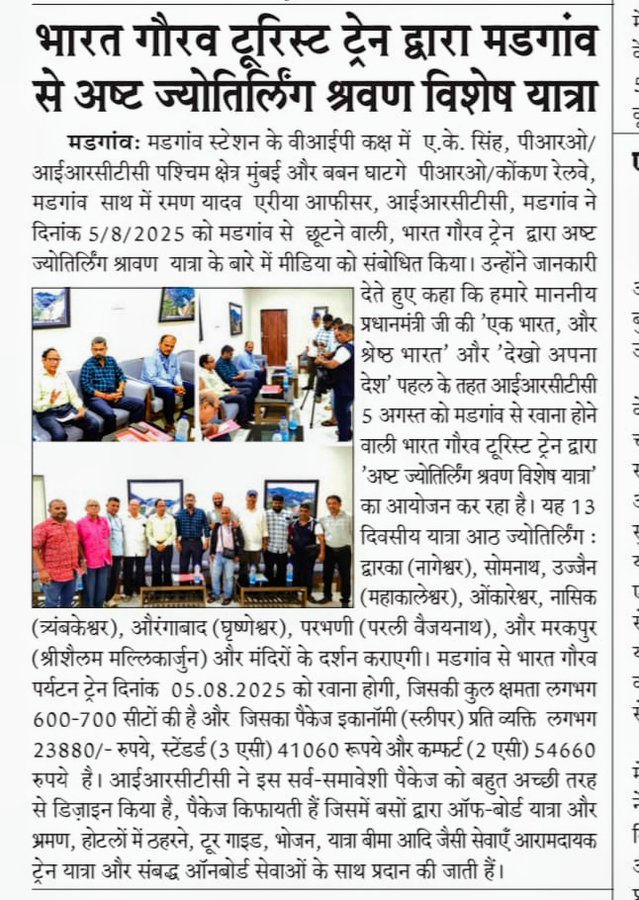 भारत गौरव टूरिस्ट ट्रेन द्वारा मडगांव
से अष्ट ज्योतिर्लिंग श्रवण विशेष यात्रा
मडगांवः मडगांव स्टेशन के वीआईपी कक्ष में ए.के. सिंह, पीआरओ/
आईआरसीटीसी पश्चिम क्षेत्र मुंबई और बबन घाटगे पीआरओ/कोंकण रेलवे,
मडगांव साथ में रमण यादव एरीया आफीसर, आईआरसीटीसी, मडगांव ने
दिनांक 5/8/2025 को मडगांव से छूटने वाली, भारत गौरव ट्रेन द्वारा अष्ट
ज्योतिर्लिंग श्रावण यात्रा के बारे में मीडिया को संबोधित किया। उन्होंने जानकारी
देते हुए कहा कि हमारे माननीय
प्रधानमंत्री जी की 'एक भारत, और
श्रेष्ठ भारत' और 'देखो अपना
देश' पहल के तहत आईआरसीटीसी
5 अगस्त को मडगांव से रवाना होने
वाली भारत गौरव टूरिस्ट ट्रेन द्वारा
'अष्ट ज्योतिर्लिंग श्रवण विशेष यात्रा'
का आयोजन कर रहा है। यह 13
दिवसीय यात्रा आठ ज्योतिर्लिंग :
द्वारका (नागेश्वर), सोमनाथ, उज्जैन
(महाकालेश्वर), ओंकारेश्वर, नासिक
(त्र्यंबकेश्वर), औरंगाबाद (घृष्णेश्वर), परभणी (परली वैजयनाथ), और मरकपुर
(श्रीशैलम मल्लिकार्जुन) और मंदिरों के दर्शन कराएगी। मडगांव से भारत गौरव
पर्यटन ट्रेन दिनांक 05.08.2025 को रवाना होगी, जिसकी कुल क्षमता लगभग
600-700 सीटों की है और जिसका पैकेज इकानॉमी (स्लीपर) प्रति व्यक्ति लगभग
23880/- रुपये, स्टेंडर्ड (3 एसी) 41060 रूपये और कम्फर्ट (2 एसी) 54660
रुपये है। आईआरसीटीसी ने इस सर्व-समावेशी पैकेज को बहुत अच्छी तरह
से डिज़ाइन किया है, पैकेज किफायती हैं जिसमें बसों द्वारा ऑफ-बोर्ड यात्रा और
भ्रमण, होटलों में ठहरने, टूर गाइड, भोजन, यात्रा बीमा आदि जैसी सेवाएँ आरामदायक
ट्रेन यात्रा और संबद्ध ऑनबोर्ड सेवाओं के साथ प्रदान की जाती हैं।